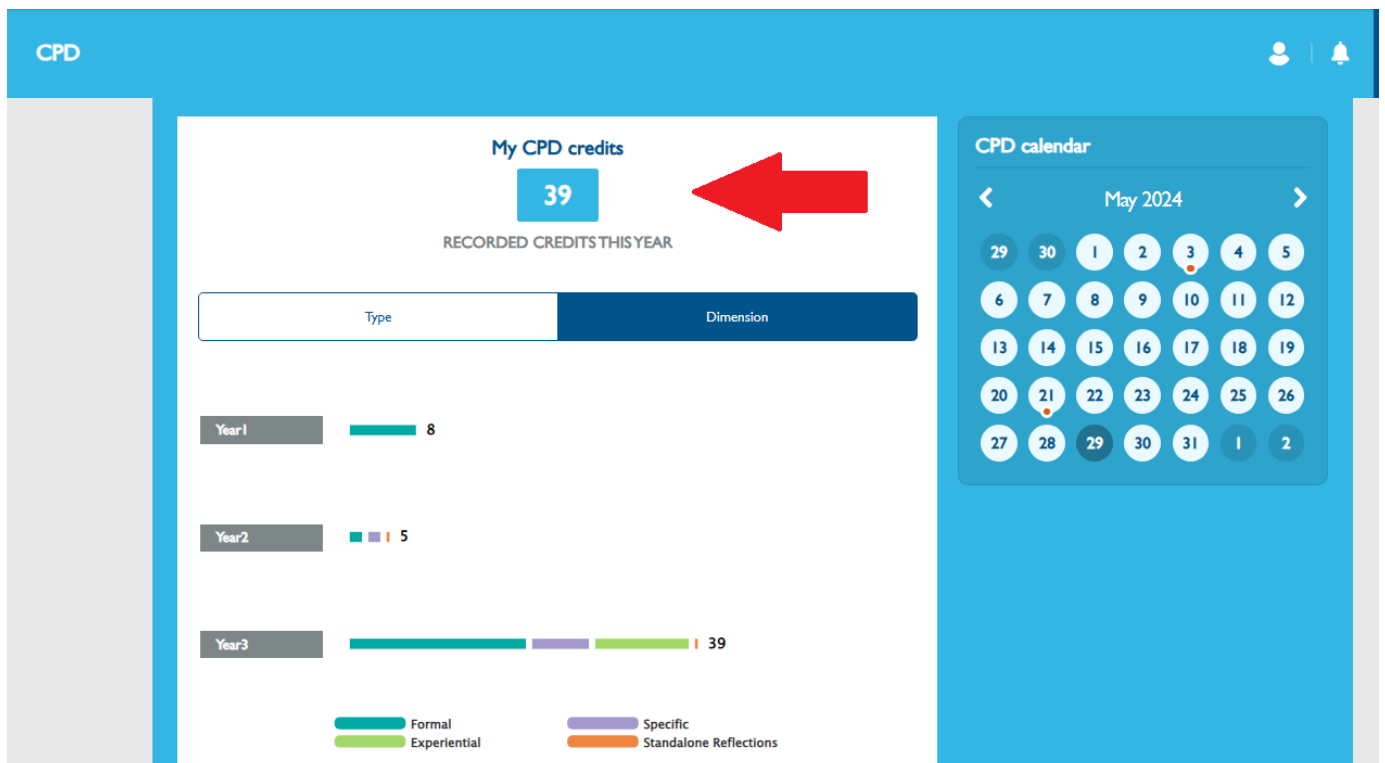 CPD
My CPD credits
39
RECORDED CREDITS THIS YEAR
Type Dimension
Year1 8
Year2 5
Year3 39
Formal Specific
Experiential Standalone Reflections
CPD calendar
May 2024
29 30 1 2 3 4 5
6 7 8 9 10 11 12
13 14 15 16 17 18 19
20 21 22 23 24 25 26
27 28 29 30 31 1 2